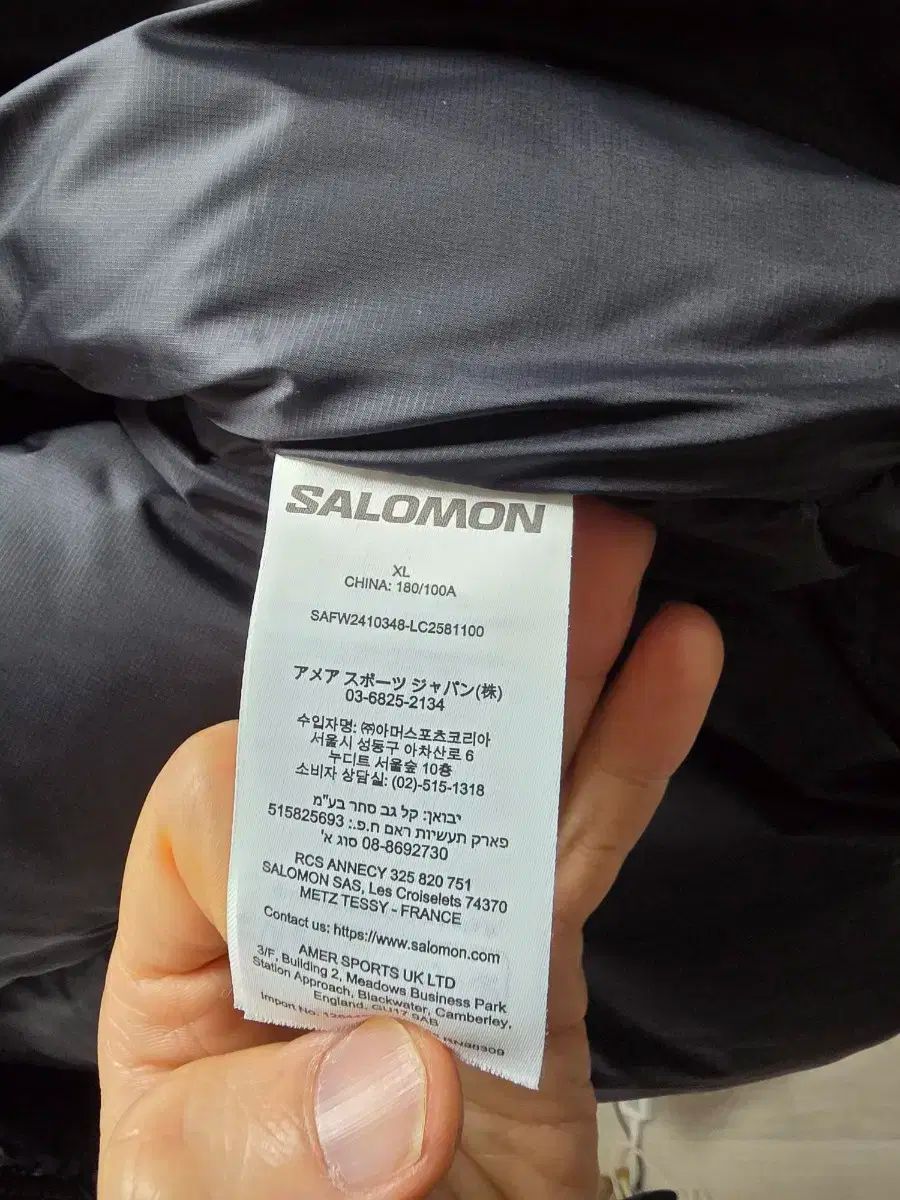 SALOMON
XL
CHINA: 180/100A
SAFW2410348-LC2581100
アメア スポーツ ジャパン(株)
03-6825-2134
수입자명: ㈜아머스포츠코리아
서울시 성동구 아차산로 6
누디트 서울숲 10층
소비자 상담실: (02)-515-1318
יבואן: קל גב סחר בע"מ
פארק תעשיות ראם ח.פ.: 515825693
08-8692730 סוג א'
RCS ANNECY 325 820 751
SALOMON SAS, Les Croiselets 74370
METZ TESSY - FRANCE
Contact us: https://www.salomon.com
AMER SPORTS UK LTD
3/F, Building 2, Meadows Business Park
Station Approach, Blackwater, Camberley,
England, GU17 9AB
Import No.